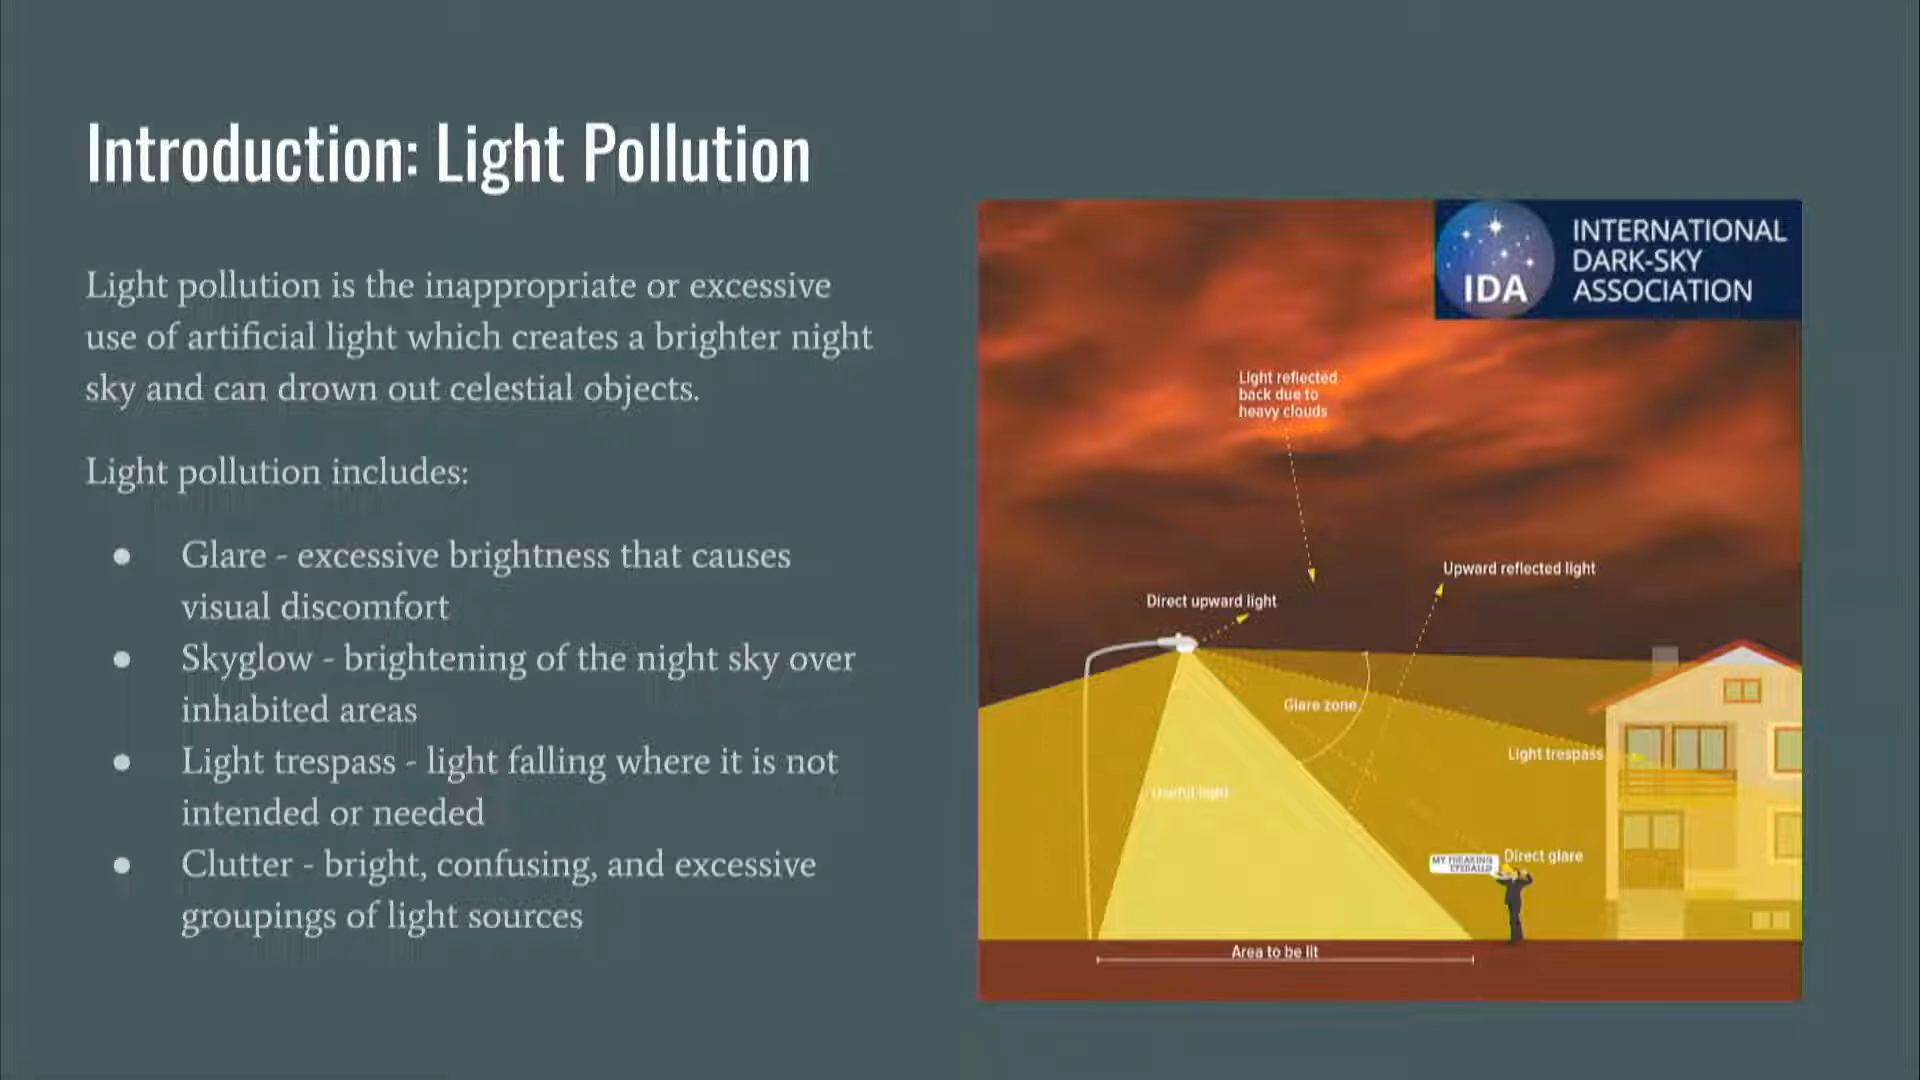 Introduction: Light Pollution
Light pollution is the inappropriate or excessive
use of artificial light which creates a brighter night
sky and can drown out celestial objects.
Light pollution includes:
● Glare - excessive brightness that causes
visual discomfort
● Skyglow - brightening of the night sky over
inhabited areas
● Light trespass - light falling where it is not
intended or needed
● Clutter - bright, confusing, and excessive
groupings of light sources
IDA
INTERNATIONAL
DARK-SKY
ASSOCIATION
Light reflected
back due to
heavy clouds
Upward reflected light
Direct upward light
Glare zone
Light trespass
Useful light
Direct glare
MY FREAKING
EYEBALLS
Area to be lit